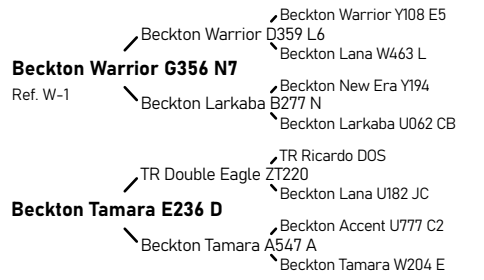 Beckton Warrior Y108 E5
Beckton Warrior D359 L6
Beckton Lana W463 L
Beckton Warrior G356 N7
Ref. W-1
Beckton New Era Y194
Beckton Larkaba B277 N
Beckton Larkaba U062 CB
TR Ricardo DOS
TR Double Eagle ZT220
Beckton Lana U182 JC
Beckton Tamara E236 D
Beckton Accent U777 C2
Beckton Tamara A547 A
Beckton Tamara W204 E